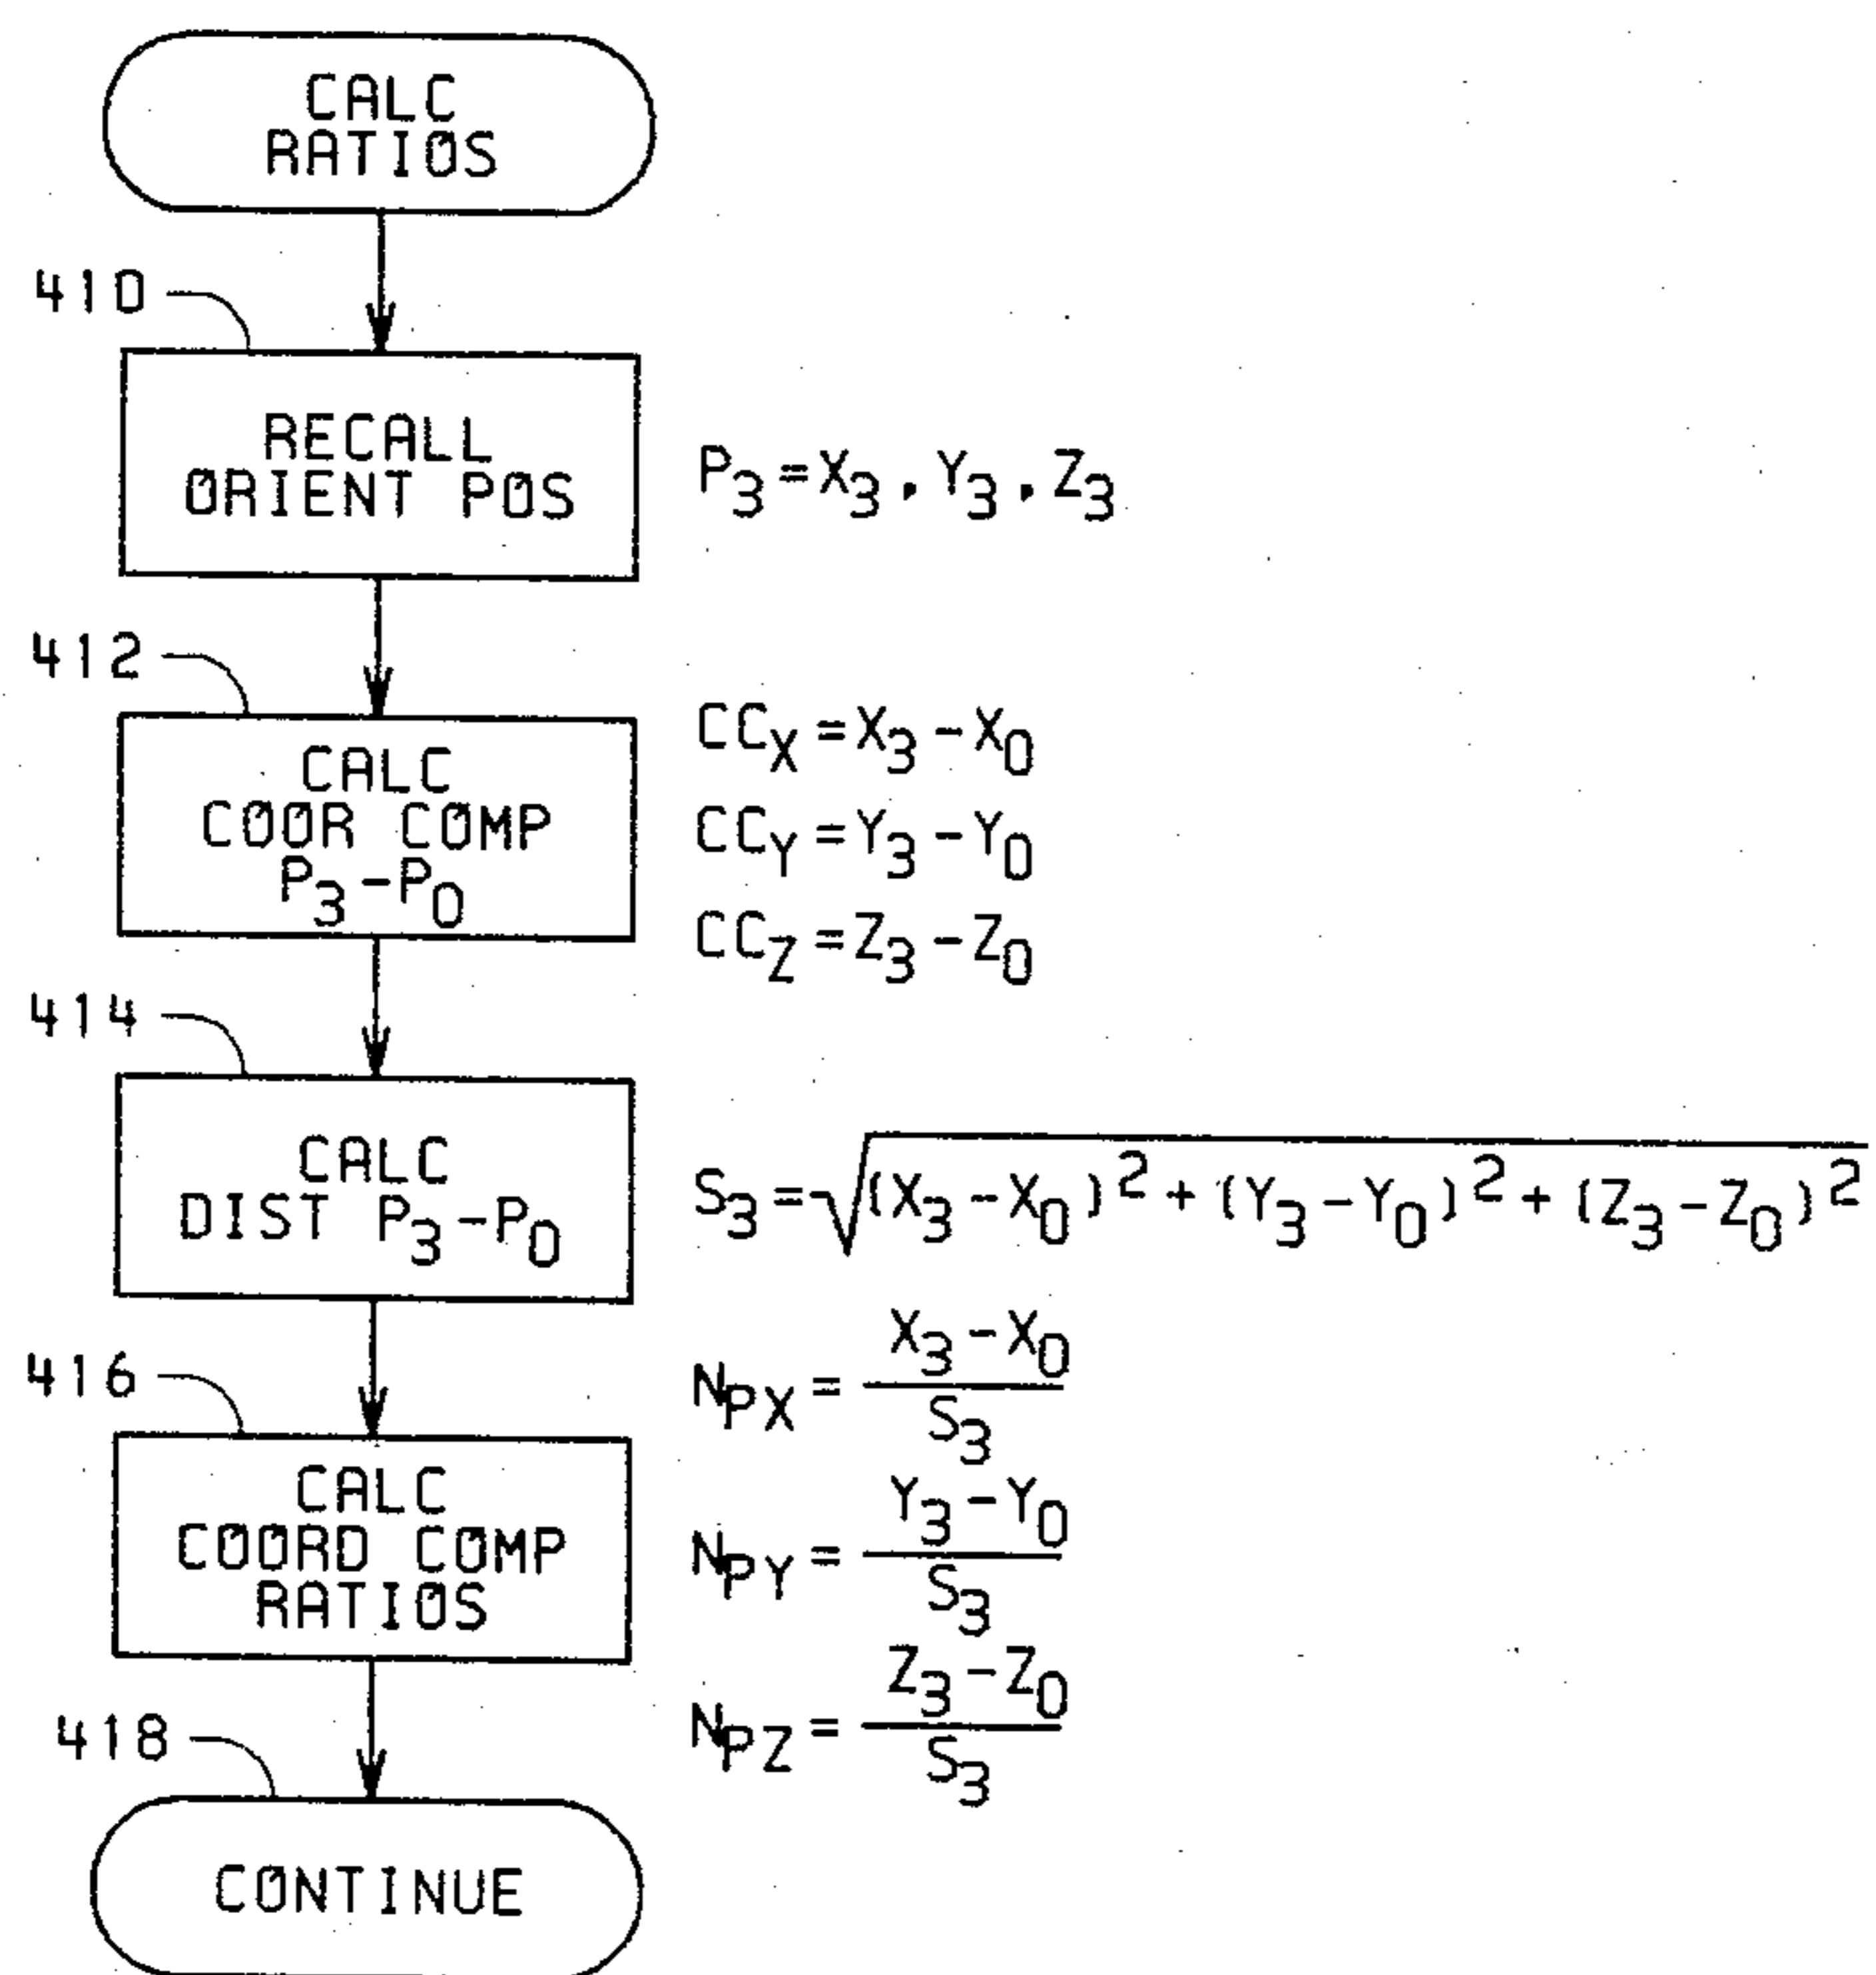 CALC
RATIOS
410
RECALL
ORIENT POS
P₃=X₃,Y₃,Z₃
412
CALC
COOR COMP
P₃-P₀
CCX=X₃-X₀
CCY=Y₃-Y₀
CCZ=Z₃-Z₀
414
CALC
DIST P₃-P₀
S₃=√(X₃-X₀)²+(Y₃-Y₀)²+(Z₃-Z₀)²
416
CALC
COORD COMP
RATIOS
NPX=
X₃-X₀
S₃
NPY=
Y₃-Y₀
S₃
NPZ=
Z₃-Z₀
S₃
418
CONTINUE